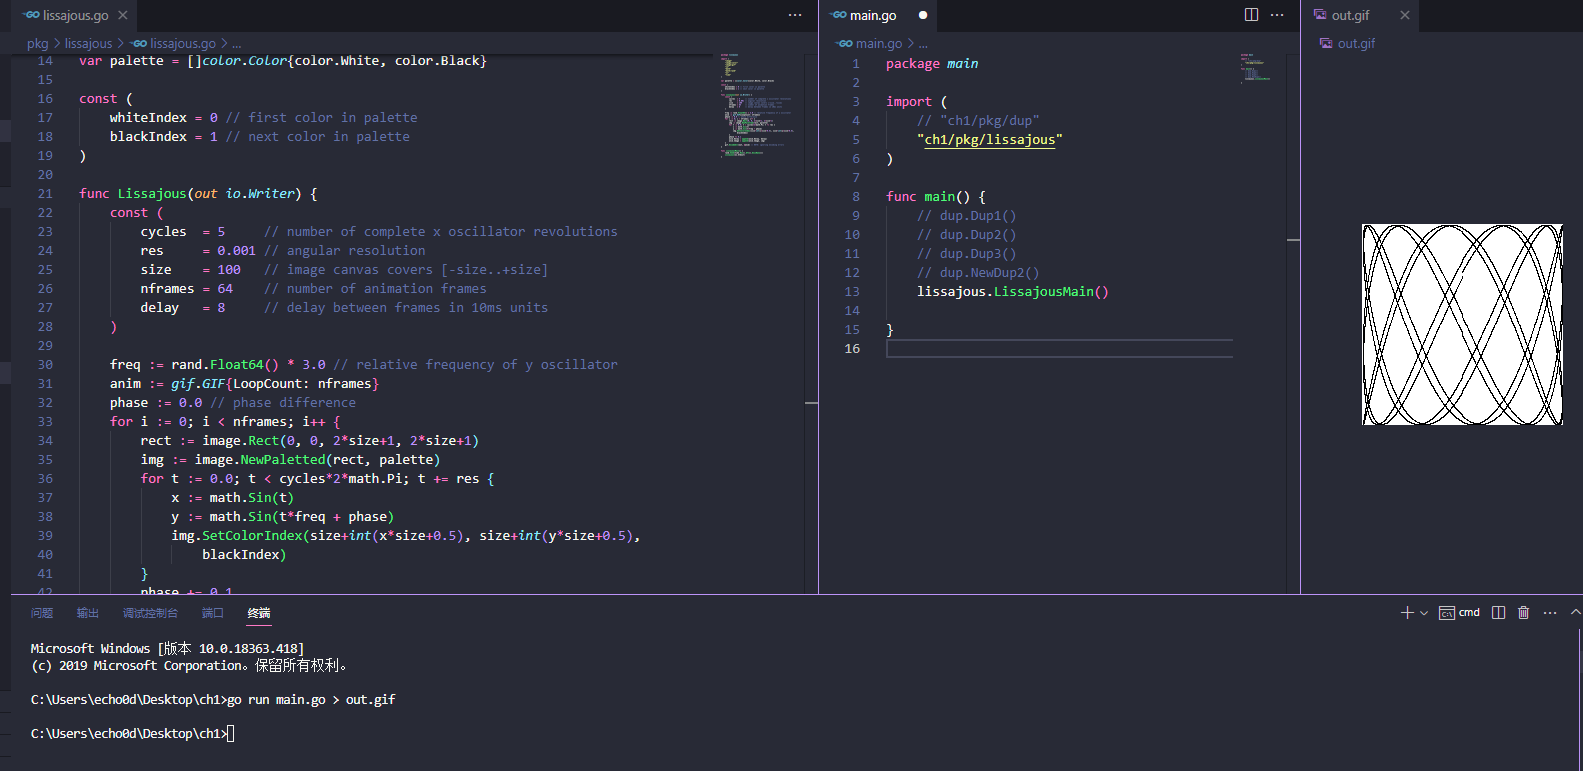 lissajous.go
pkg > lissajous > lissajous.go > ...
14 var palette = []color.Color{color.White, color.Black}
15
16 const (
17 whiteIndex = 0 // first color in palette
18 blackIndex = 1 // next color in palette
19 )
20
21 func Lissajous(out io.Writer) {
22 const (
23 cycles = 5 // number of complete x oscillator revolutions
24 res = 0.001 // angular resolution
25 size = 100 // image canvas covers [-size..+size]
26 nframes = 64 // number of animation frames
27 delay = 8 // delay between frames in 10ms units
28 )
29
30 freq := rand.Float64() * 3.0 // relative frequency of y oscillator
31 anim := gif.GIF{LoopCount: nframes}
32 phase := 0.0 // phase difference
33 for i := 0; i < nframes; i++ {
34 rect := image.Rect(0, 0, 2*size+1, 2*size+1)
35 img := image.NewPaletted(rect, palette)
36 for t := 0.0; t < cycles*2*math.Pi; t += res {
37 x := math.Sin(t)
38 y := math.Sin(t*freq + phase)
39 img.SetColorIndex(size+int(x*size+0.5), size+int(y*size+0.5),
40 blackIndex)
41 }
42 phase += 0.1
main.go
main.go > ...
1 package main
2
3 import (
4 // "ch1/pkg/dup"
5 "ch1/pkg/lissajous"
6 )
7
8 func main() {
9 // dup.Dup1()
10 // dup.Dup2()
11 // dup.Dup3()
12 // dup.NewDup2()
13 lissajous.LissajousMain()
14
15 }
16
out.gif
out.gif
问题 输出 调试控制台 端口 终端
cmd
Microsoft Windows [版本 10.0.18363.418]
(c) 2019 Microsoft Corporation。保留所有权利。
C:\Users\echo0d\Desktop\ch1>go run main.go > out.gif
C:\Users\echo0d\Desktop\ch1>